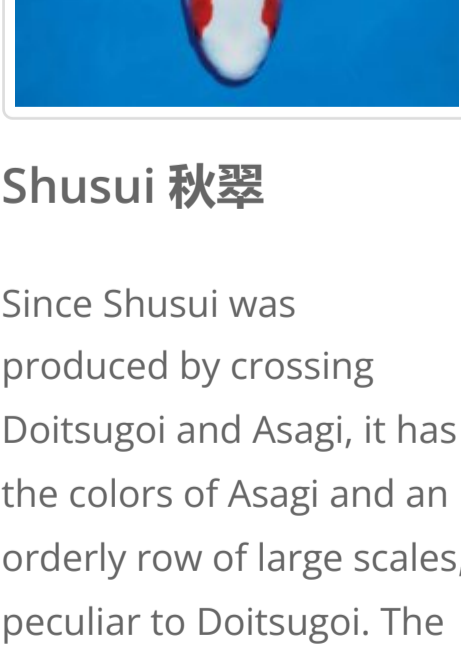 Shusui 秋翠
Since Shusui was
produced by crossing
Doitsugoi and Asagi, it has
the colors of Asagi and an
orderly row of large scales,
peculiar to Doitsugoi. The